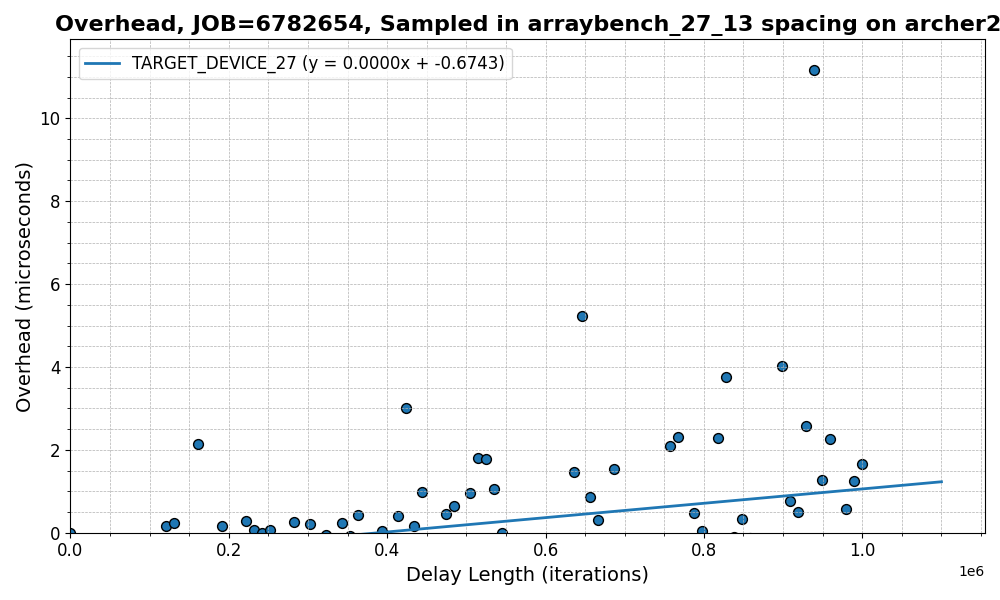 Overhead, JOB=6782654, Sampled in arraybench_27_13 spacing on archer2
TARGET_DEVICE_27 (y = 0.0000x + -0.6743)
Overhead (microseconds)
10
8
6
4
2
0
0.0 0.2 0.4 0.6 0.8 1.0
1e6
Delay Length (iterations)